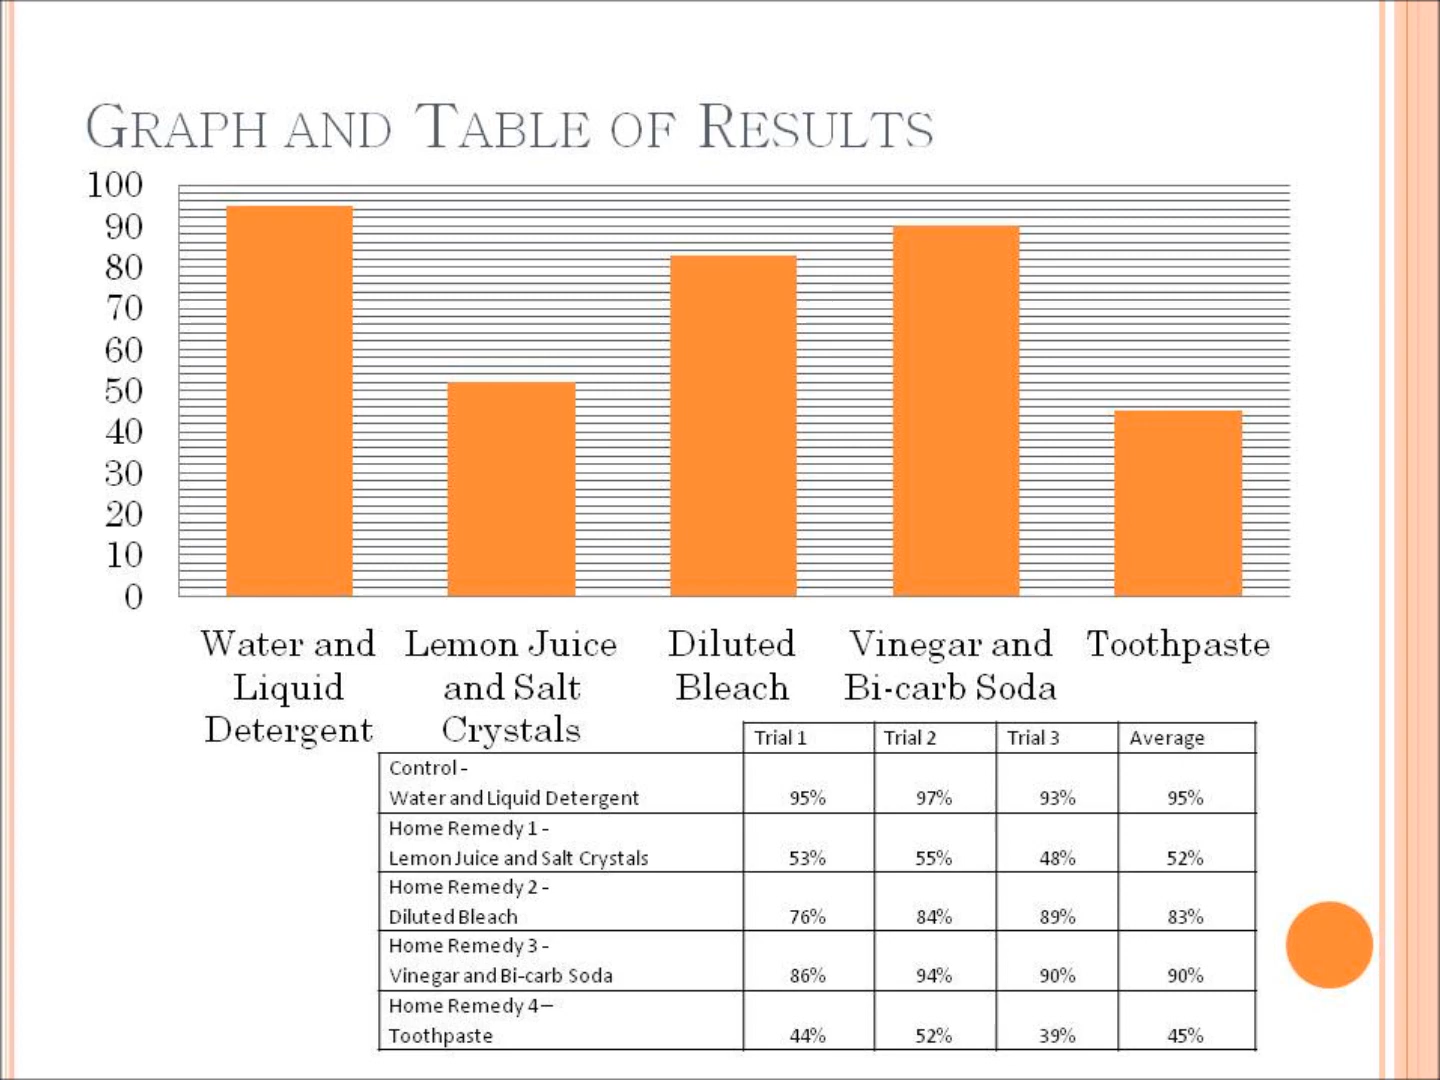 GRAPH AND TABLE OF RESULTS
100
90
80
70
60
50
40
30
20
10
0
Water and Liquid Detergent
Lemon Juice and Salt Crystals
Diluted Bleach
Vinegar and Bi-carb Soda
Toothpaste
Trial 1 Trial 2 Trial 3 Average
Control -
Water and Liquid Detergent 95% 97% 93% 95%
Home Remedy 1 -
Lemon Juice and Salt Crystals 53% 55% 48% 52%
Home Remedy 2 -
Diluted Bleach 76% 84% 89% 83%
Home Remedy 3 -
Vinegar and Bi-carb Soda 86% 94% 90% 90%
Home Remedy 4 –
Toothpaste 44% 52% 39% 45%